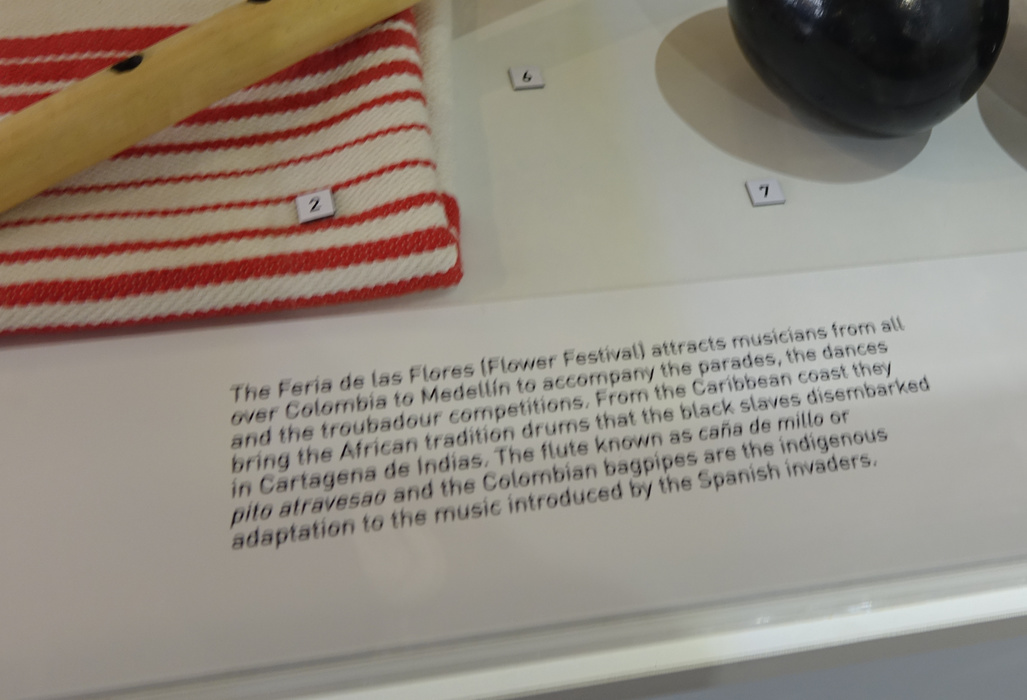 6
7
2
The Feria de las Flores (Flower Festival) attracts musicians from all
over Colombia to Medellín to accompany the parades, the dances
and the troubadour competitions. From the Caribbean coast they
bring the African tradition drums that the black slaves disembarked
in Cartagena de Indias. The flute known as caña de millo or
pito atravesao and the Colombian bagpipes are the indigenous
adaptation to the music introduced by the Spanish invaders.